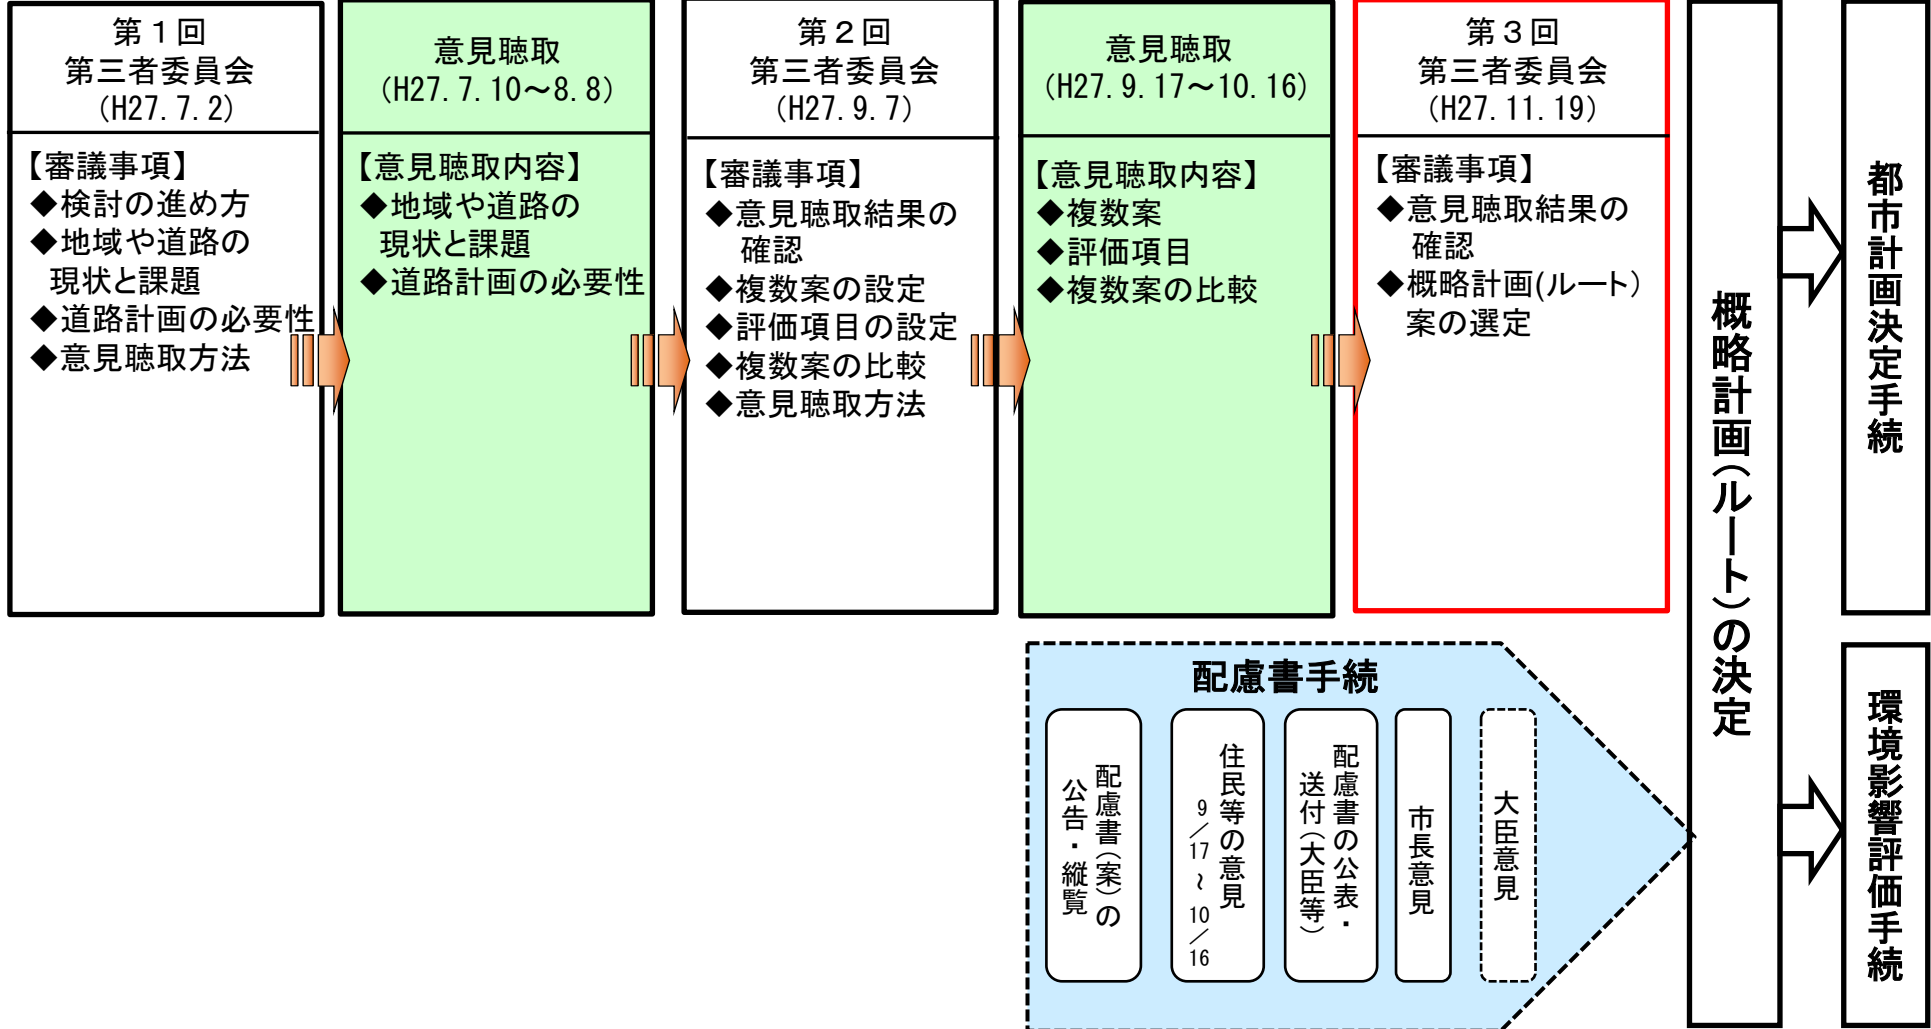 第１回
第三者委員会
(H27.7.2)
【審議事項】
◆検討の進め方
◆地域や道路の
現状と課題
◆道路計画の必要性
◆意見聴取方法
意見聴取
(H27.7.10～8.8)
【意見聴取内容】
◆地域や道路の
現状と課題
◆道路計画の必要性
第２回
第三者委員会
(H27.9.7)
【審議事項】
◆意見聴取結果の
確認
◆複数案の設定
◆評価項目の設定
◆複数案の比較
◆意見聴取方法
意見聴取
(H27.9.17～10.16)
【意見聴取内容】
◆複数案
◆評価項目
◆複数案の比較
第３回
第三者委員会
(H27.11.19)
【審議事項】
◆意見聴取結果の
確認
◆概略計画(ルート)
案の選定
配慮書手続
配慮書(案)の
公告・縦覧
住民等の意見
9／17～10／16
配慮書の公表・
送付(大臣等)
市長意見
大臣意見
概略計画(ルート)の決定
都市計画決定手続
環境影響評価手続